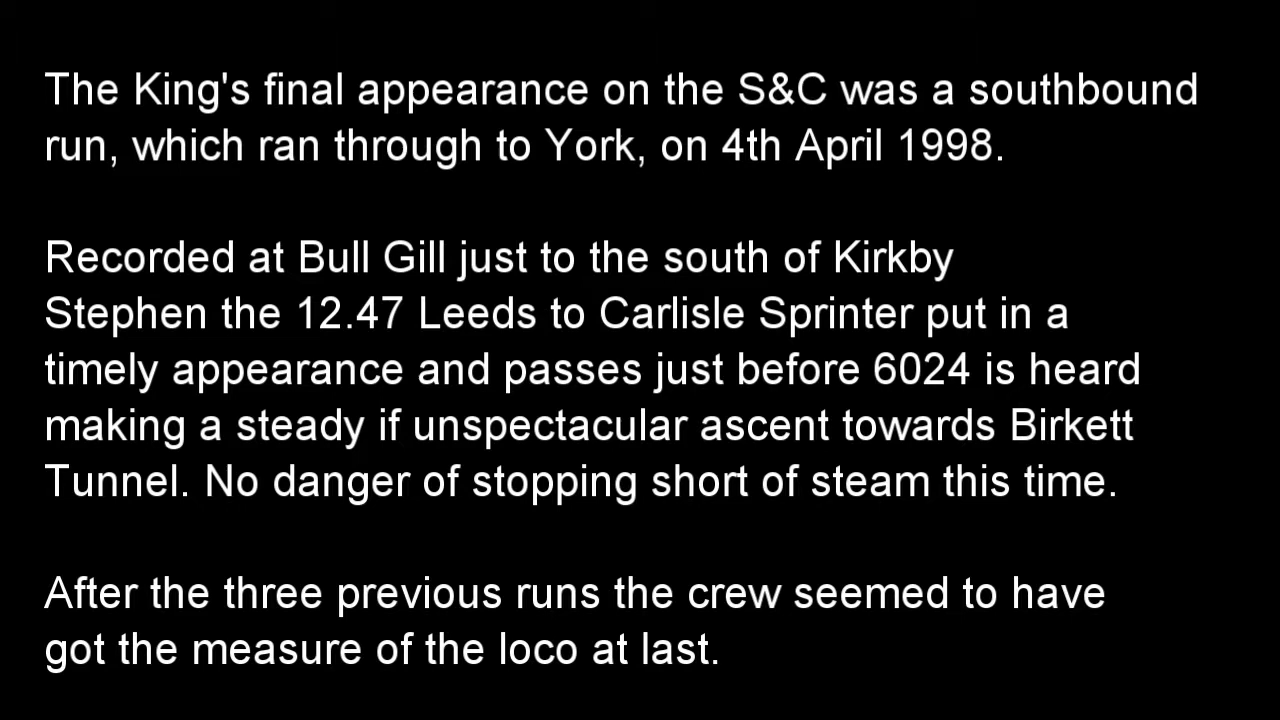 The King's final appearance on the S&C was a southbound
run, which ran through to York, on 4th April 1998.
Recorded at Bull Gill just to the south of Kirkby
Stephen the 12.47 Leeds to Carlisle Sprinter put in a
timely appearance and passes just before 6024 is heard
making a steady if unspectacular ascent towards Birkett
Tunnel. No danger of stopping short of steam this time.
After the three previous runs the crew seemed to have
got the measure of the loco at last.